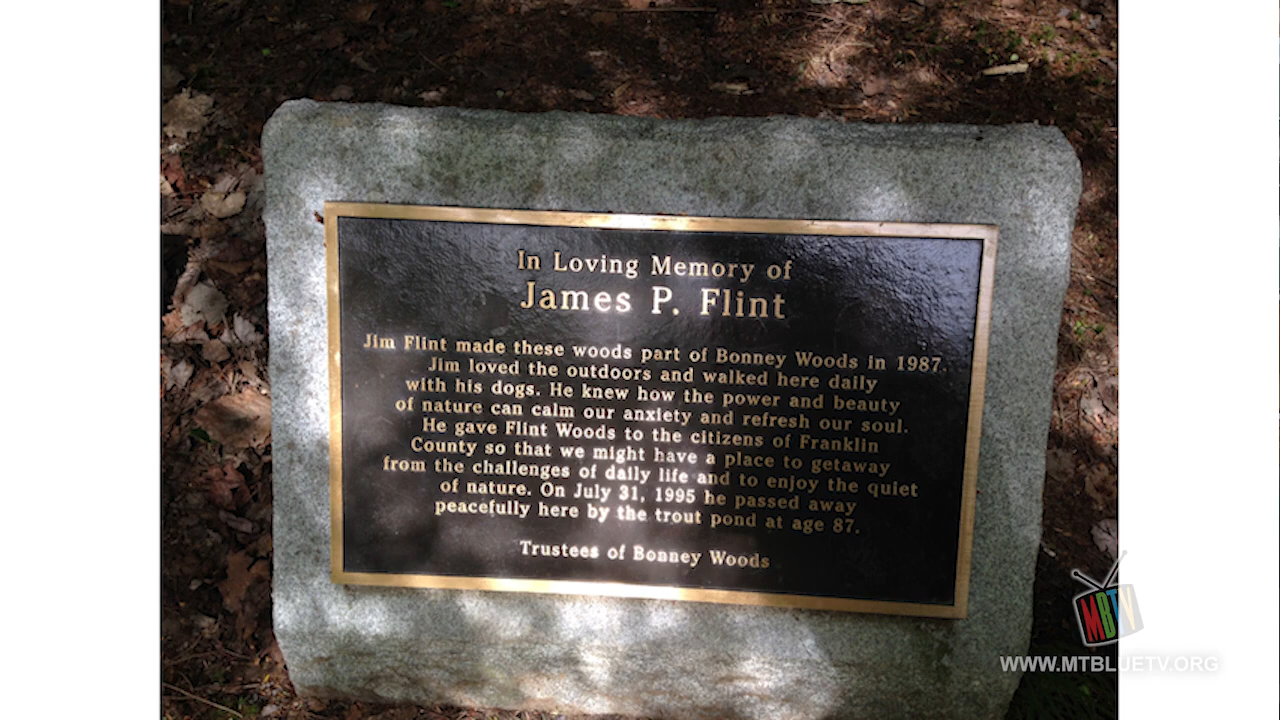 In Loving Memory of
James P. Flint
Jim Flint made these woods part of Bonney Woods in 1987.
Jim loved the outdoors and walked here daily
with his dogs. He knew how the power and beauty
of nature can calm our anxiety and refresh our soul.
He gave Flint Woods to the citizens of Franklin
County so that we might have a place to getaway
from the challenges of daily life and to enjoy the quiet
of nature. On July 31, 1995 he passed away
peacefully here by the trout pond at age 87.
Trustees of Bonney Woods
MBTV
WWW.MTBLUETV.ORG